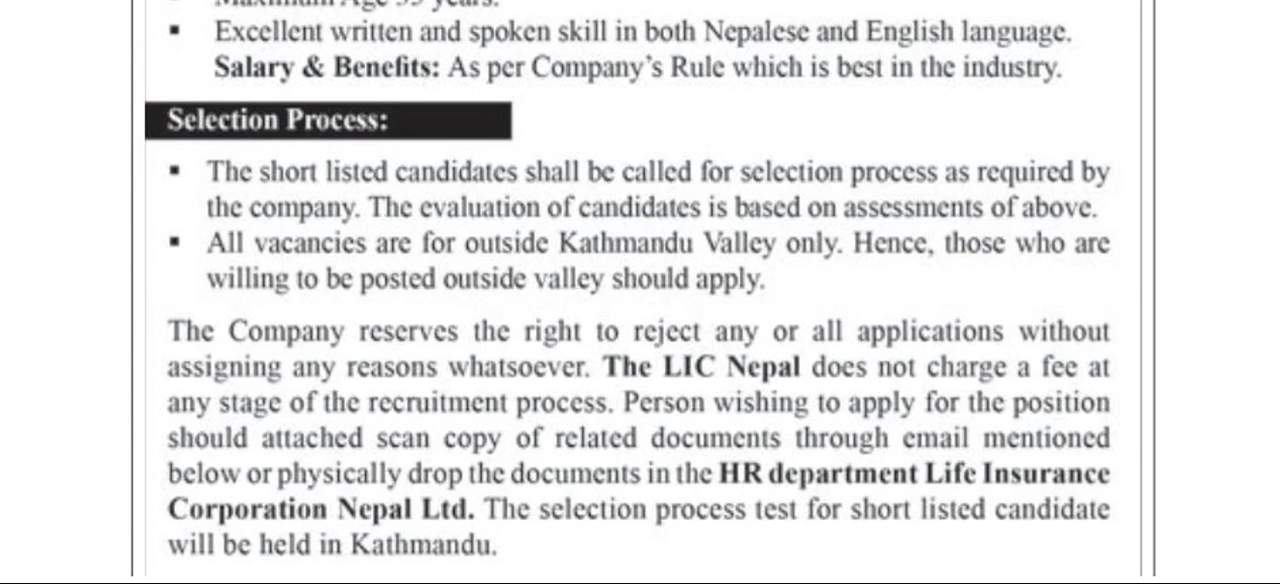 Maximum Age 35 years.
▪ Excellent written and spoken skill in both Nepalese and English language.
Salary & Benefits: As per Company's Rule which is best in the industry.
Selection Process:
▪ The short listed candidates shall be called for selection process as required by
the company. The evaluation of candidates is based on assessments of above.
▪ All vacancies are for outside Kathmandu Valley only. Hence, those who are
willing to be posted outside valley should apply.
The Company reserves the right to reject any or all applications without
assigning any reasons whatsoever. The LIC Nepal does not charge a fee at
any stage of the recruitment process. Person wishing to apply for the position
should attached scan copy of related documents through email mentioned
below or physically drop the documents in the HR department Life Insurance
Corporation Nepal Ltd. The selection process test for short listed candidate
will be held in Kathmandu.